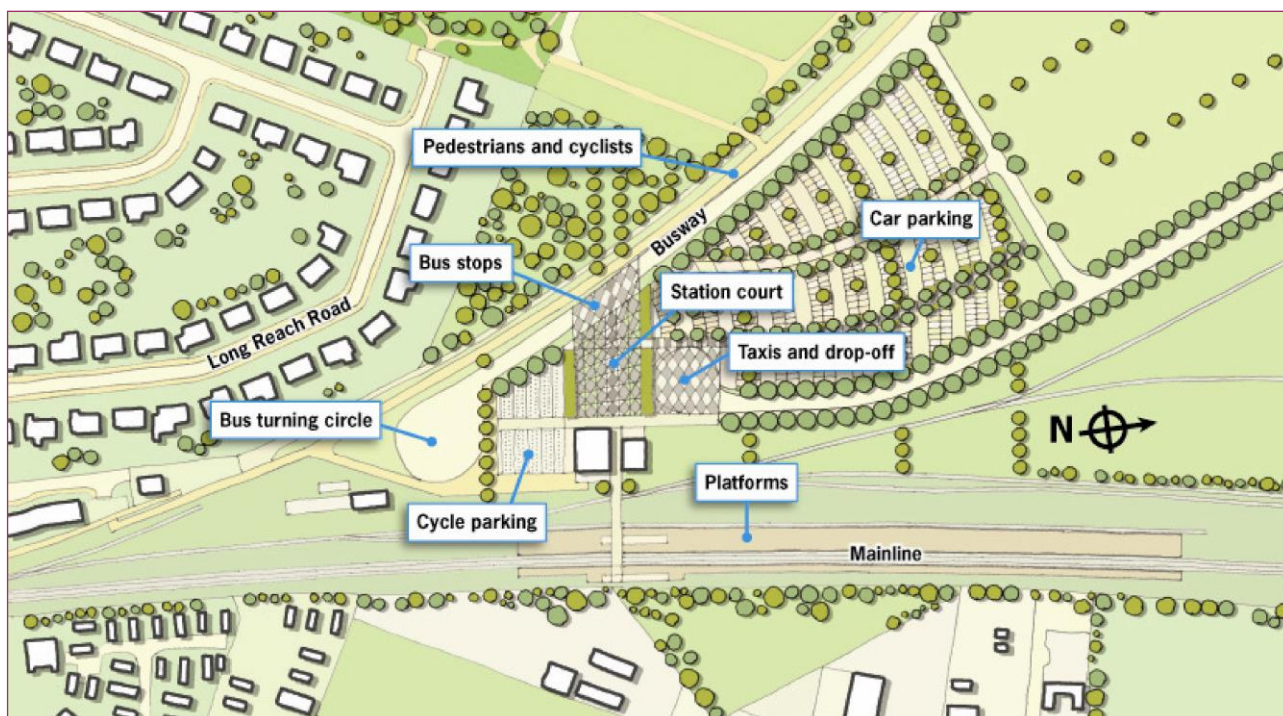 Pedestrians and cyclists
Busway
Car parking
Bus stops
Station court
Long Reach Road
Taxis and drop-off
Bus turning circle
N
Platforms
Cycle parking
Mainline